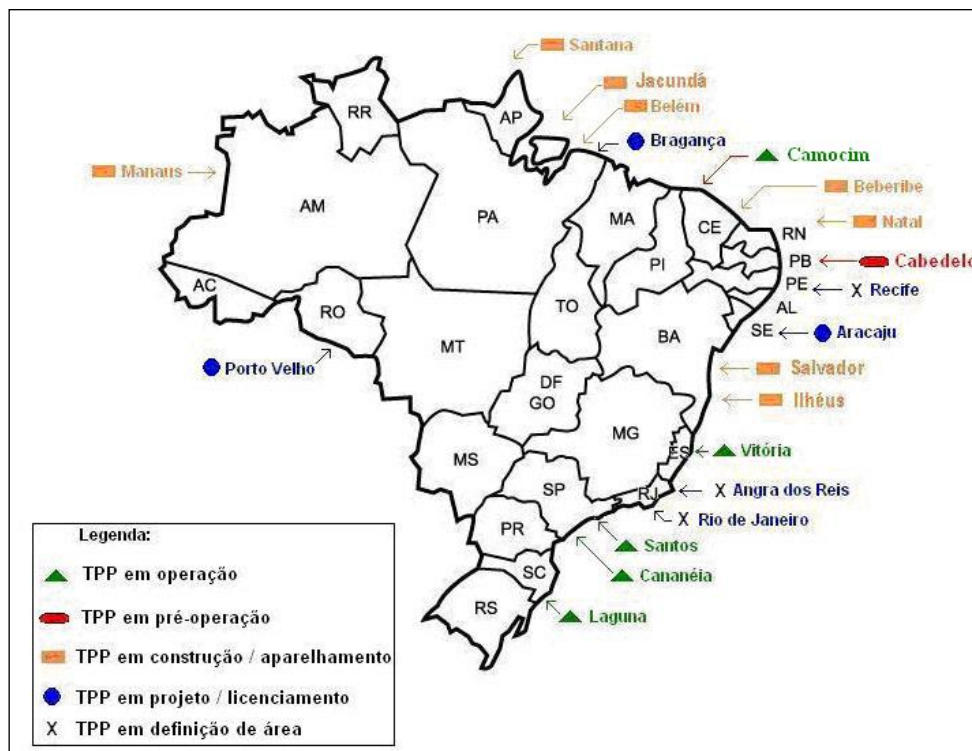 Santana
Jacundá
Belém
Bragança
Camocim
Manaus
Beberibe
Natal
Cabedelo
Recife
Aracaju
Porto Velho
Salvador
Ilhéus
Vitória
Angra dos Reis
Rio de Janeiro
Santos
Cananéia
Laguna
RR
AP
AM
PA
MA
CE
RN
PB
PI
PE
AL
AC
RO
TO
SE
BA
MT
DF
GO
MG
ES
MS
SP
RJ
PR
SC
RS
Legenda:
TPP em operação
TPP em pré-operação
TPP em construção / aparelhamento
TPP em projeto / licenciamento
X TPP em definição de área